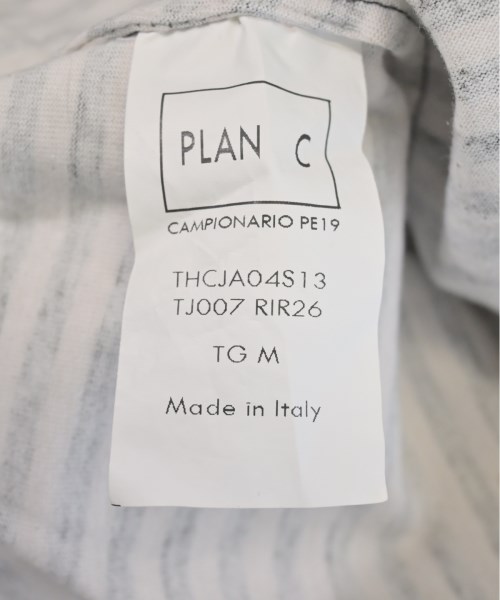 PLAN C
CAMPIONARIO PE19
THCJA04S13
TJ007 RIR26
TG M
Made in Italy